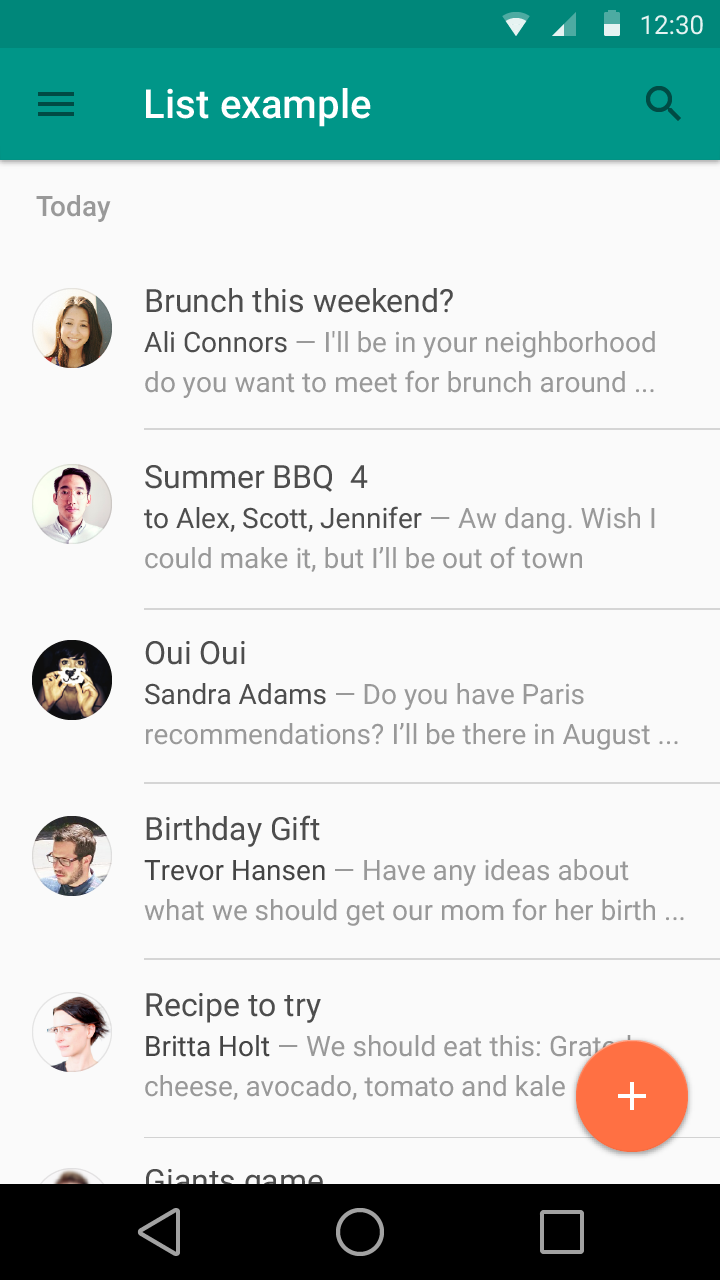 12:30
List example
Today
Brunch this weekend?
Ali Connors — I'll be in your neighborhood
do you want to meet for brunch around ...
Summer BBQ  4
to Alex, Scott, Jennifer — Aw dang. Wish I
could make it, but I’ll be out of town
Oui Oui
Sandra Adams — Do you have Paris
recommendations? I’ll be there in August ...
Birthday Gift
Trevor Hansen — Have any ideas about
what we should get our mom for her birth ...
Recipe to try
Britta Holt — We should eat this: Grated
cheese, avocado, tomato and kale
Giants game